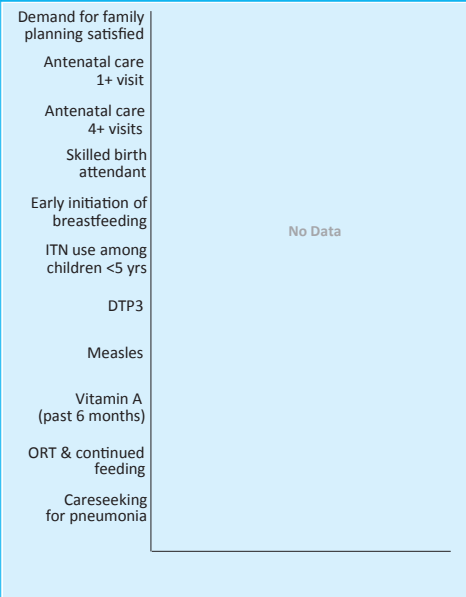 Demand for family
planning satisfied
Antenatal care
1+ visit
Antenatal care
4+ visits
Skilled birth
attendant
Early initiation of
breastfeeding
No Data
ITN use among
children <5 yrs
DTP3
Measles
Vitamin A
(past 6 months)
ORT & continued
feeding
Careseeking
for pneumonia